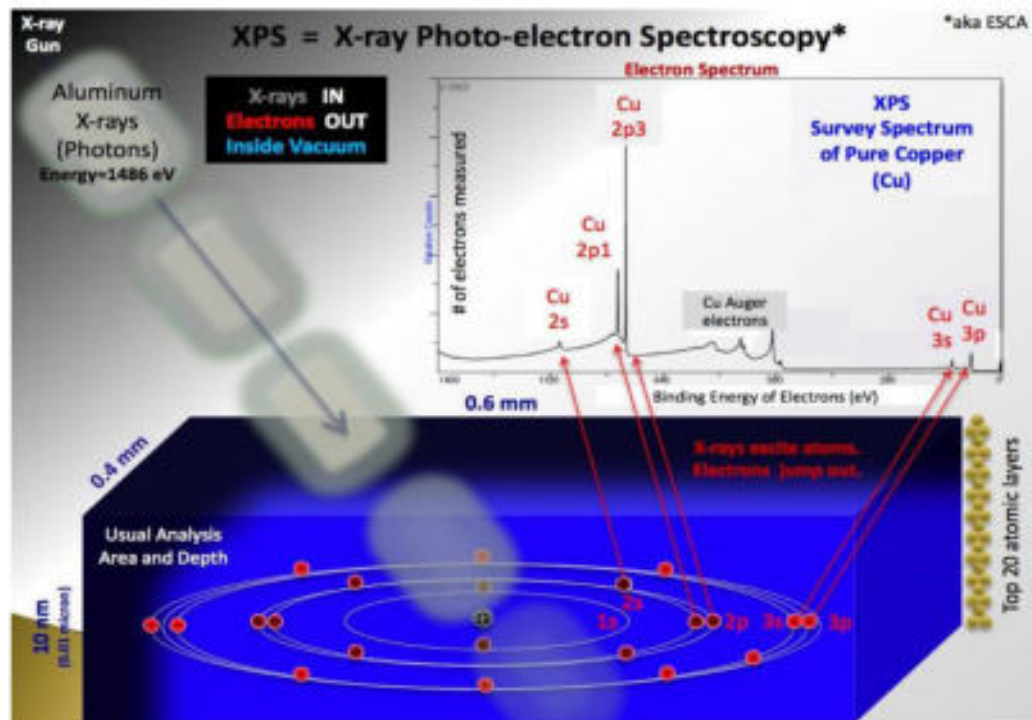 X-ray
Gun
XPS = X-ray Photo-electron Spectroscopy*
*aka ESCA
Aluminum
X-rays
(Photons)
Energy=1486 eV
X-rays IN
Electrons OUT
Inside Vacuum
Electron Spectrum
XPS
Survey Spectrum
of Pure Copper
(Cu)
# of electrons measured
Cu
2p3
Cu
2p1
Cu
2s
Cu Auger
electrons
Cu
3s
Cu
3p
Binding Energy of Electrons (eV)
0.6 mm
0.4 mm
X-rays excite atoms.
Electrons jump out.
Usual Analysis
Area and Depth
10 nm
(0.01 micron)
1s
2s
2p
3s
3p
Top 20 atomic layers